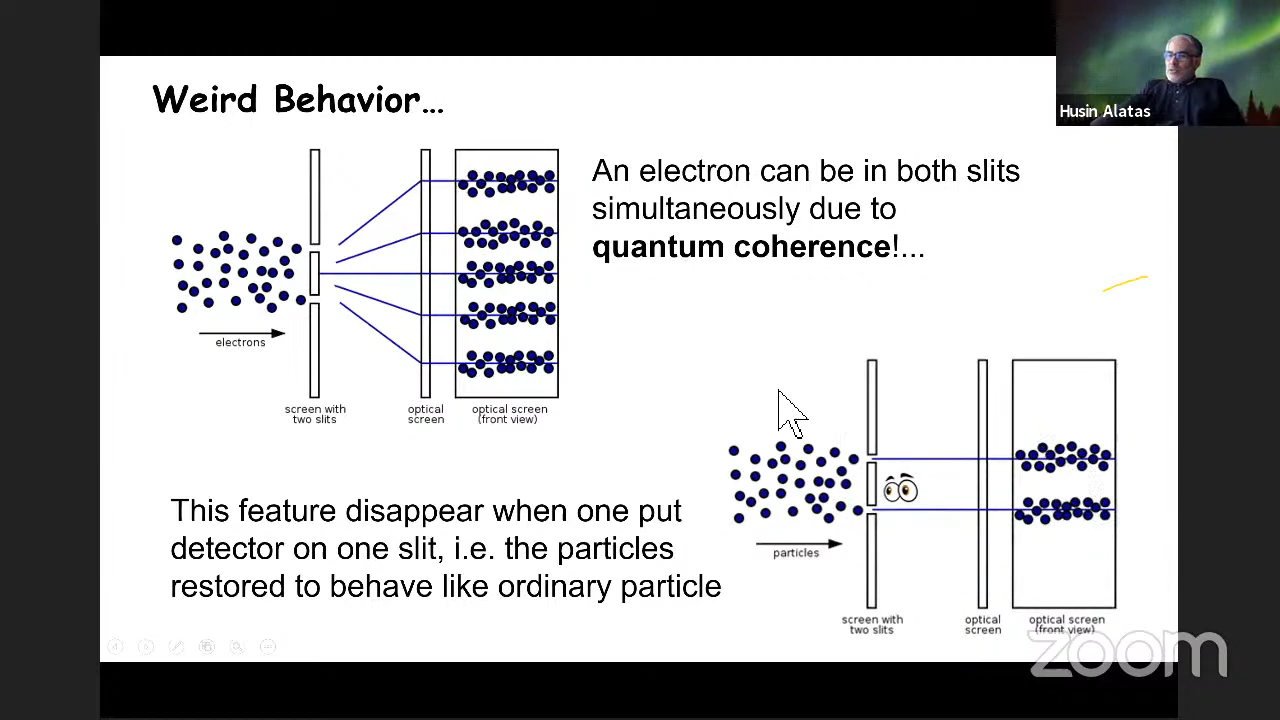 Weird Behavior...
Husin Alatas
An electron can be in both slits
simultaneously due to
quantum coherence!...
electrons
screen with
two slits
optical
screen
optical screen
(front view)
This feature disappear when one put
detector on one slit, i.e. the particles
restored to behave like ordinary particle
particles
screen with
two slits
optical
screen
optical screen
(front view)
zoom